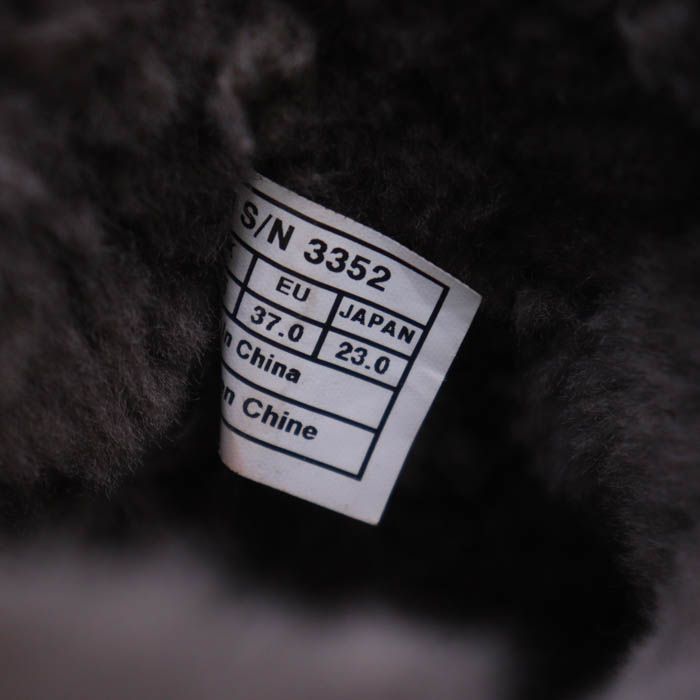 S/N 3352
EU JAPAN
37.0 23.0
n China
n Chine